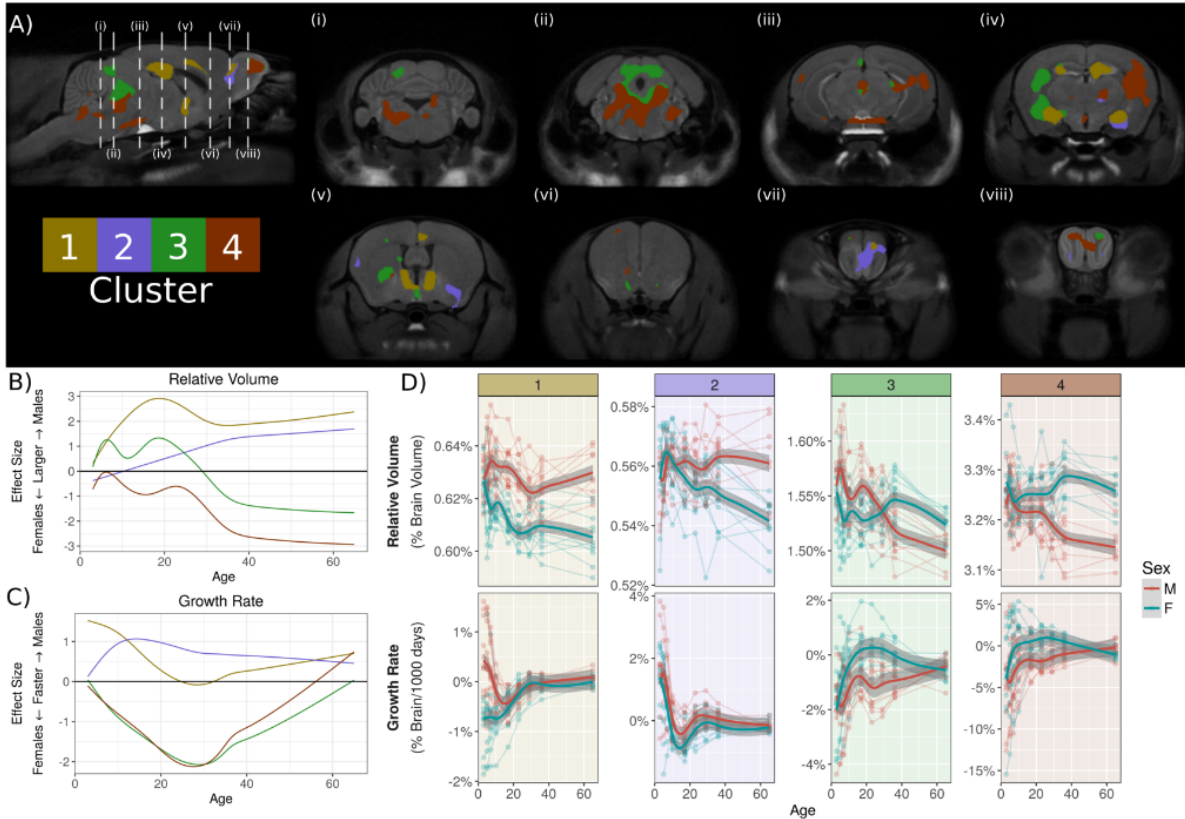 A)
(i)
(iii)
(v)
(vii)
(ii)
(iv)
(vi)
(viii)
(i)
(ii)
(iii)
(iv)
(v)
(vi)
(vii)
(viii)
1 2 3 4
Cluster
B)
Relative Volume
Effect Size
Females ← Larger → Males
3
2
1
0
-1
-2
-3
0 20 40 60
Age
C)
Growth Rate
Effect Size
Females ← Faster → Males
1
0
-1
-2
0 20 40 60
Age
D)
1 2 3 4
Relative Volume
(% Brain Volume)
0.64
0.62
0.60
0.58%
0.56%
0.54%
0.52%
1.60%
1.55%
1.50%
3.4%
3.3%
3.2%
3.1%
Growth Rate
(% Brain/1000 days)
1%
0%
-1%
-2%
4%
2%
0%
2%
0%
-2%
-4%
5%
0%
-5%
-10%
-15%
0 20 40 60
0 20 40 60
0 20 40 60
0 20 40 60
Age
Sex
M
F